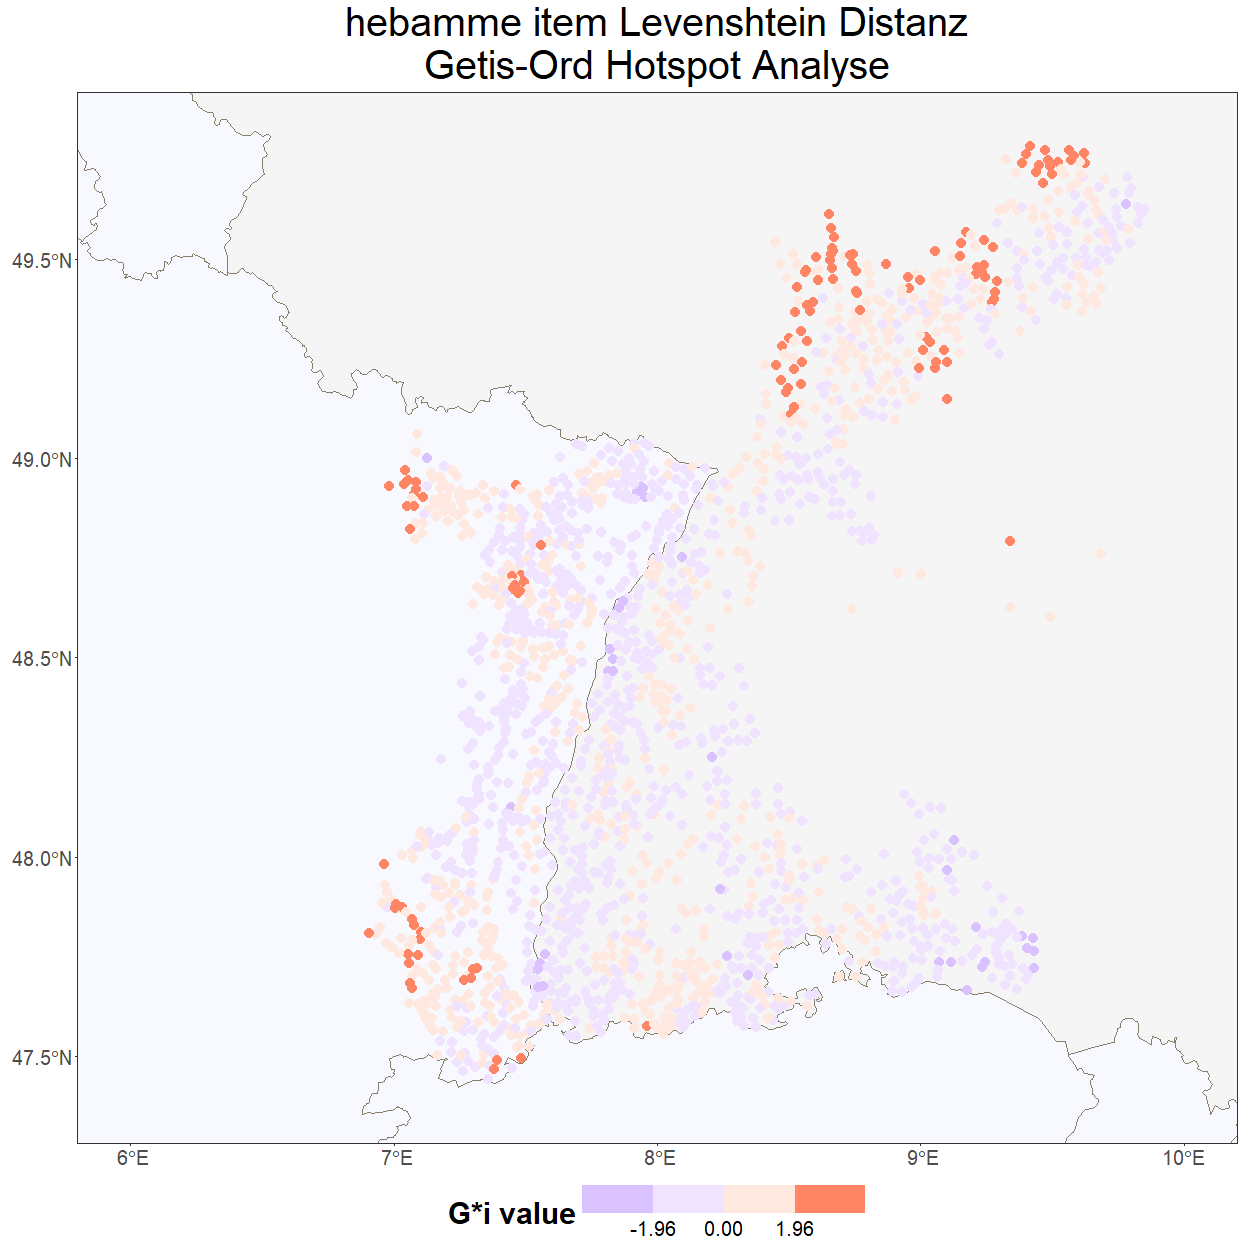 hebamme item Levenshtein Distanz
Getis-Ord Hotspot Analyse
49.5°N
49.0°N
48.5°N
48.0°N
47.5°N
6°E 7°E 8°E 9°E 10°E
G*i value
-1.96 0.00 1.96